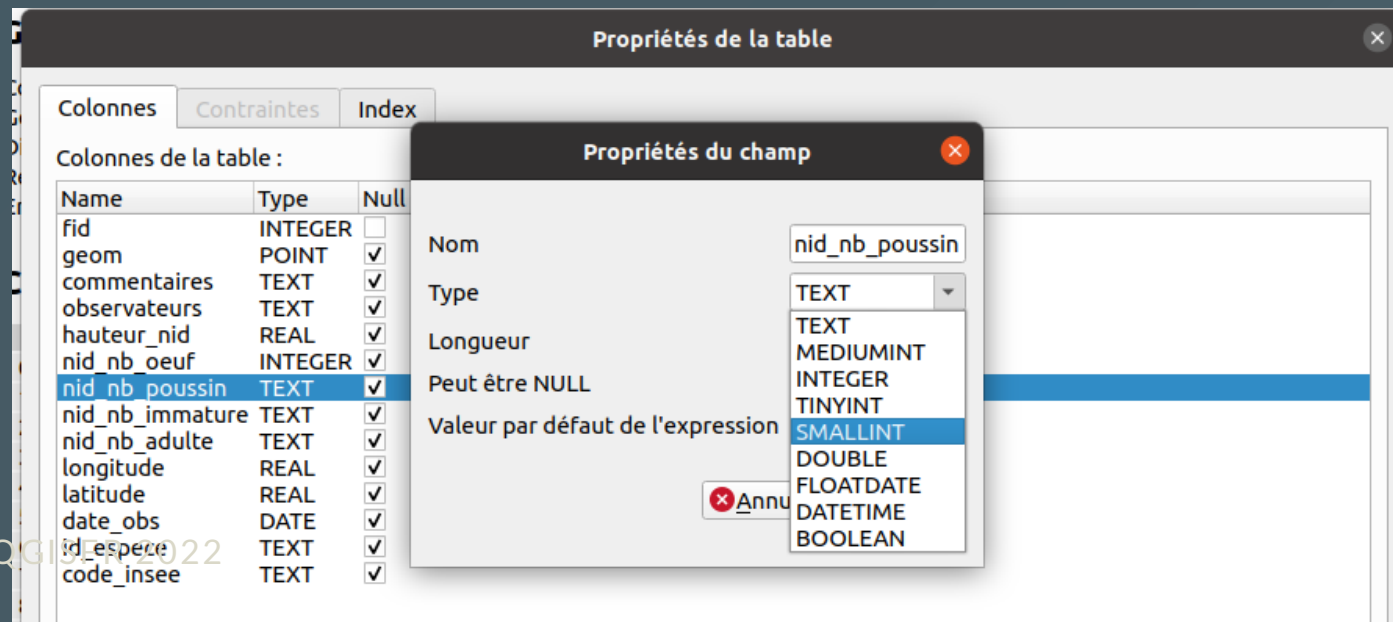 Propriétés de la table
Colonnes Contraintes Index
Colonnes de la table :
Name Type Null
fid INTEGER
geom POINT
commentaires TEXT
observateurs TEXT
hauteur_nid REAL
nid_nb_oeuf INTEGER
nid_nb_poussin TEXT
nid_nb_immature TEXT
nid_nb_adulte TEXT
longitude REAL
latitude REAL
date_obs DATE
id_espece TEXT
code_insee TEXT
Propriétés du champ
Nom nid_nb_poussin
Type TEXT
Longueur
Peut être NULL
Valeur par défaut de l'expression
TEXT
MEDIUMINT
INTEGER
TINYINT
SMALLINT
DOUBLE
FLOATDATE
DATETIME
BOOLEAN
Annu
QGISFR 2022